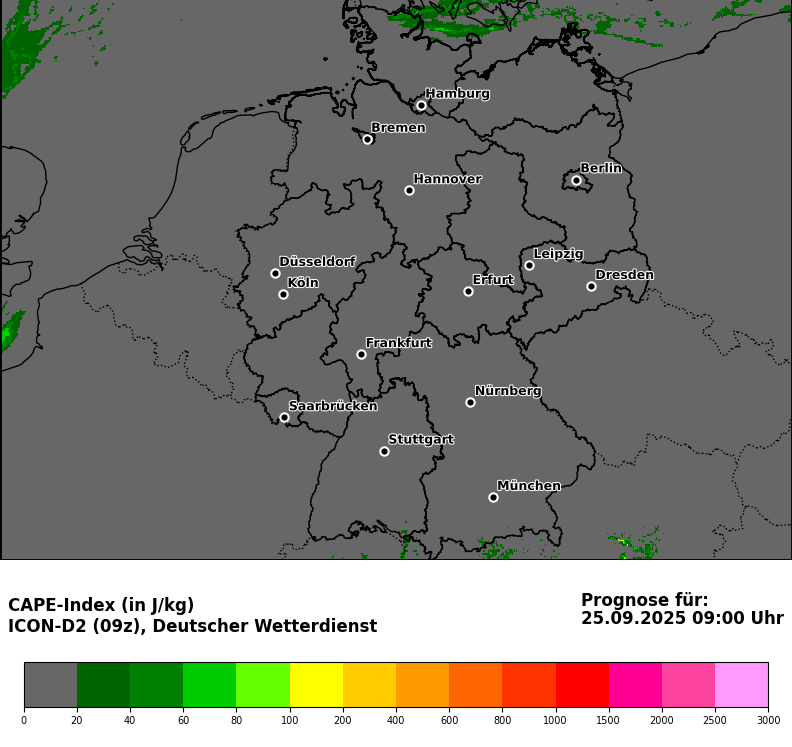 Hamburg
Bremen
Berlin
Hannover
Leipzig
Düsseldorf
Dresden
Erfurt
Köln
Frankfurt
Nürnberg
Saarbrücken
Stuttgart
München
CAPE-Index (in J/kg)
ICON-D2 (09z), Deutscher Wetterdienst
Prognose für:
25.09.2025 09:00 Uhr
0 20 40 60 80 100 200 400 600 800 1000 1500 2000 2500 3000